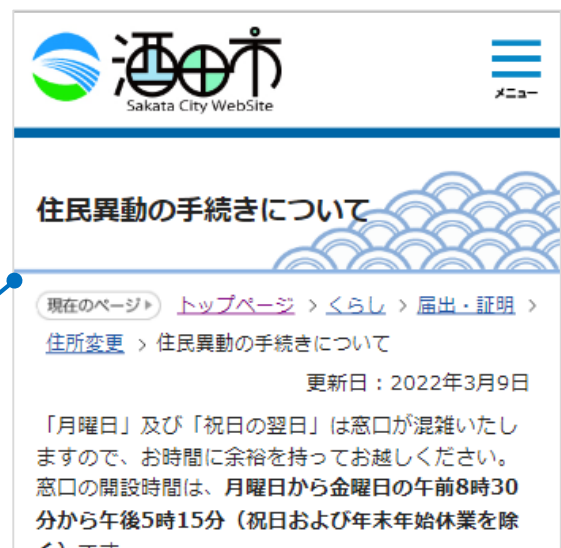 酒田市
Sakata City WebSite
メニュー
住民異動の手続きについて
現在のページ トップページ > くらし > 届出・証明 >
住所変更 > 住民異動の手続きについて
更新日：2022年3月9日
「月曜日」及び「祝日の翌日」は窓口が混雑いたし
ますので、お時間に余裕を持ってお越しください。
窓口の開設時間は、月曜日から金曜日の午前8時30
分から午後5時15分（祝日および年末年始休業を除
く）です